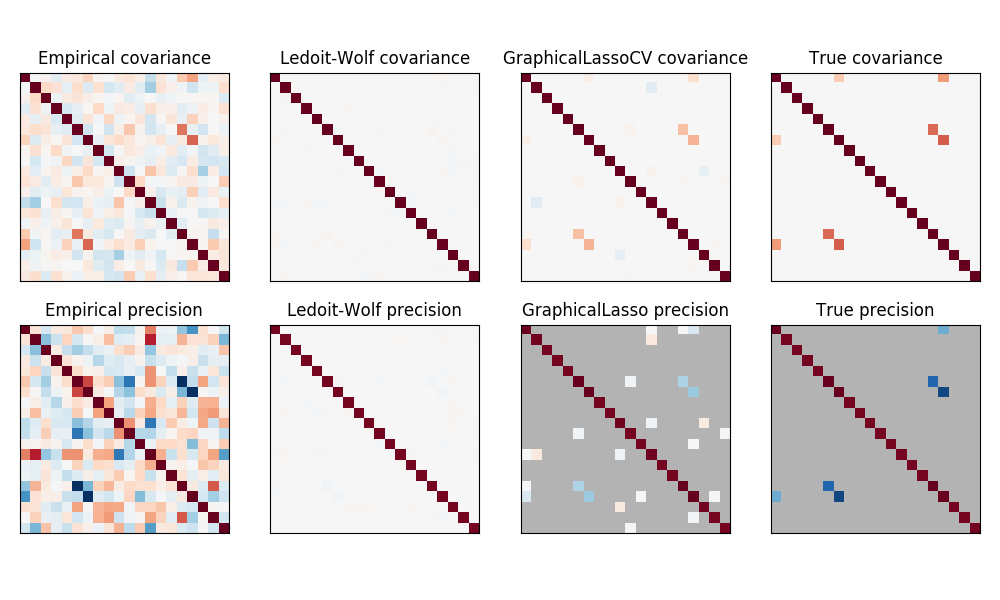 Empirical covariance
Ledoit-Wolf covariance
GraphicalLassoCV covariance
True covariance
Empirical precision
Ledoit-Wolf precision
GraphicalLasso precision
True precision